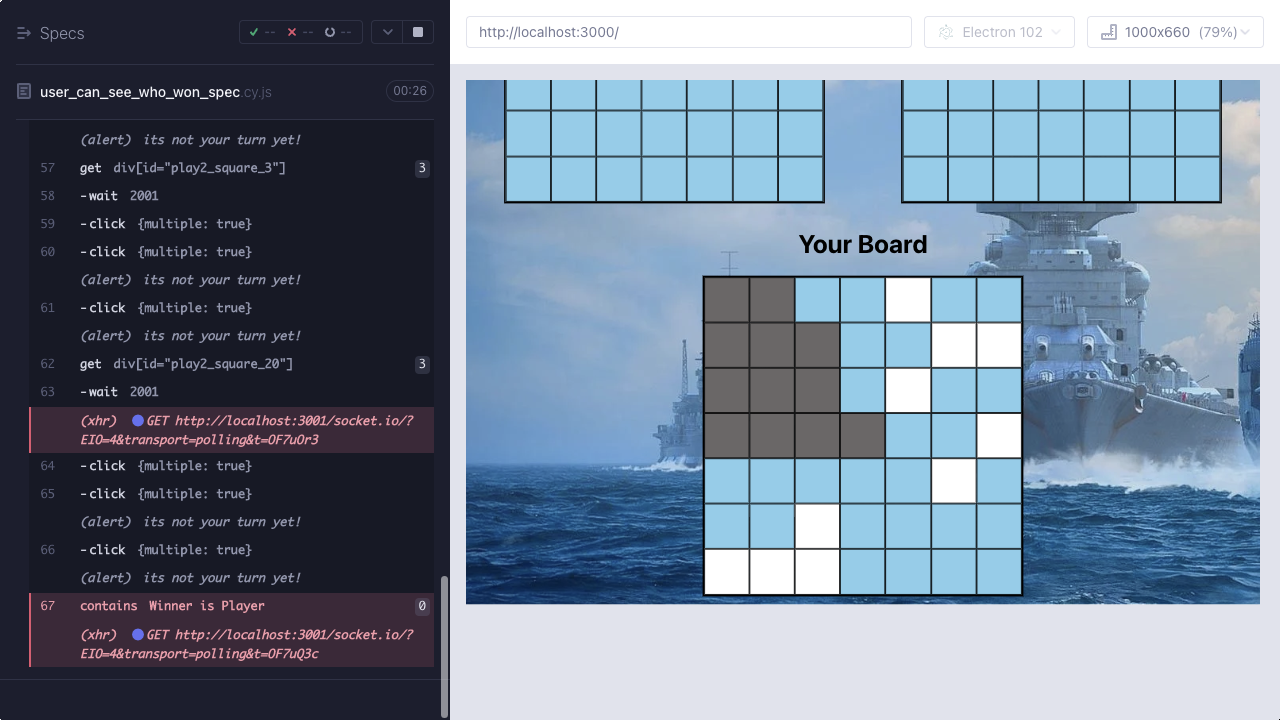 Specs
-- -- --
http://localhost:3000/
Electron 102
1000x660 (79%)
user_can_see_who_won_spec.cy.js
00:26
(alert) its not your turn yet!
57 get div[id="play2_square_3"] 3
58 -wait 2001
59 -click {multiple: true}
60 -click {multiple: true}
(alert) its not your turn yet!
61 -click {multiple: true}
(alert) its not your turn yet!
62 get div[id="play2_square_20"] 3
63 -wait 2001
(xhr) GET http://localhost:3001/socket.io/?
EIO=4&transport=polling&t=OF7uOr3
64 -click {multiple: true}
65 -click {multiple: true}
(alert) its not your turn yet!
66 -click {multiple: true}
(alert) its not your turn yet!
67 contains Winner is Player 0
(xhr) GET http://localhost:3001/socket.io/?
EIO=4&transport=polling&t=OF7uQ3c
Your Board